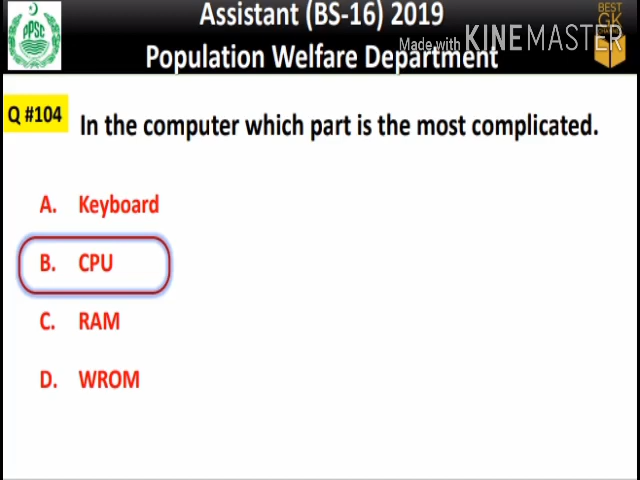 PPSC
Assistant (BS-16) 2019
Population Welfare Department
Made with KINEMASTER
BEST
GK
Q #104
In the computer which part is the most complicated.
A. Keyboard
B. CPU
C. RAM
D. WROM